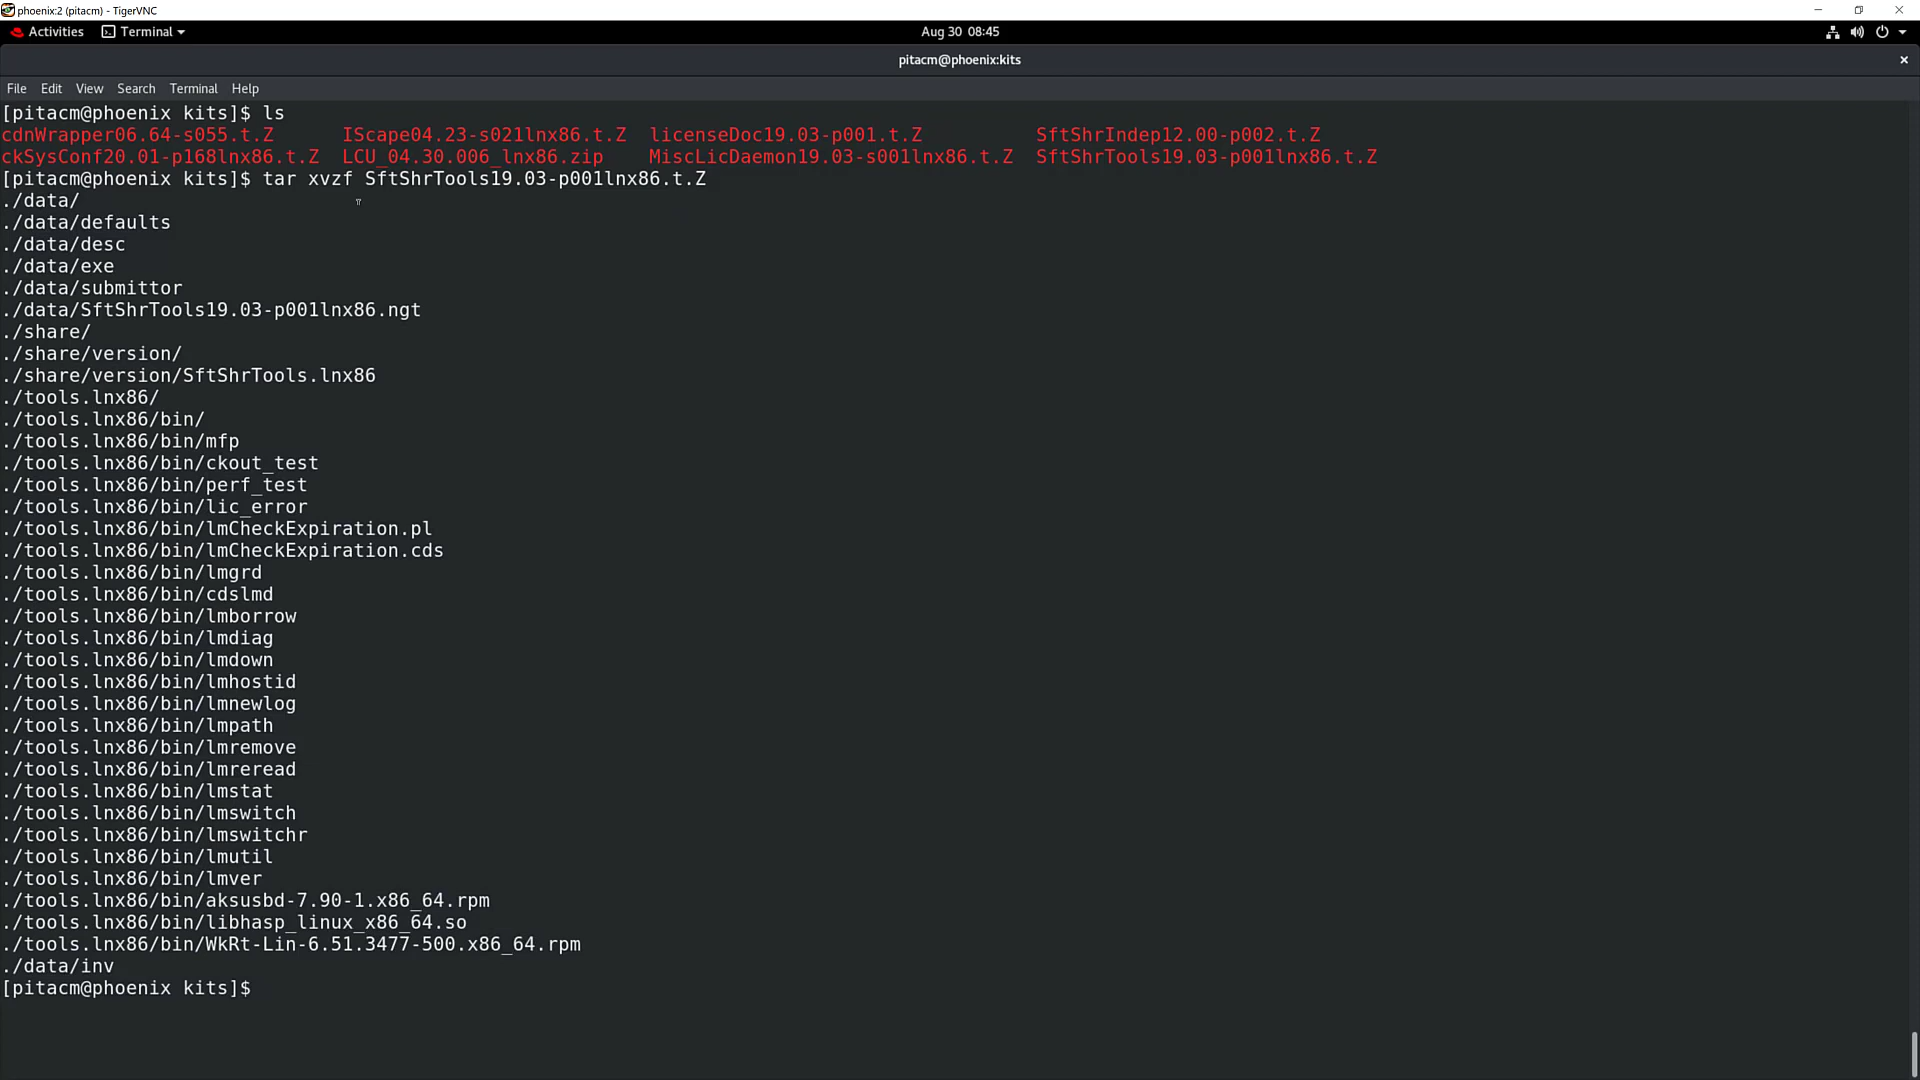 phoenix:2 (pitacm) - TigerVNC
Activities Terminal Aug 30 08:45
pitacm@phoenix:kits
File Edit View Search Terminal Help
[pitacm@phoenix kits]$ ls
cdnWrapper06.64-s055.t.Z IScape04.23-s021lnx86.t.Z licenseDoc19.03-p001.t.Z SftShrIndep12.00-p002.t.Z
ckSysConf20.01-p168lnx86.t.Z LCU_04.30.006_lnx86.zip MiscLicDaemon19.03-s001lnx86.t.Z SftShrTools19.03-p001lnx86.t.Z
[pitacm@phoenix kits]$ tar xvzf SftShrTools19.03-p001lnx86.t.Z
./data/
./data/defaults
./data/desc
./data/exe
./data/submittor
./data/SftShrTools19.03-p001lnx86.ngt
./share/
./share/version/
./share/version/SftShrTools.lnx86
./tools.lnx86/
./tools.lnx86/bin/
./tools.lnx86/bin/mfp
./tools.lnx86/bin/ckout_test
./tools.lnx86/bin/perf_test
./tools.lnx86/bin/lic_error
./tools.lnx86/bin/lmCheckExpiration.pl
./tools.lnx86/bin/lmCheckExpiration.cds
./tools.lnx86/bin/lmgrd
./tools.lnx86/bin/cdslmd
./tools.lnx86/bin/lmborrow
./tools.lnx86/bin/lmdiag
./tools.lnx86/bin/lmdown
./tools.lnx86/bin/lmhostid
./tools.lnx86/bin/lmnewlog
./tools.lnx86/bin/lmpath
./tools.lnx86/bin/lmremove
./tools.lnx86/bin/lmreread
./tools.lnx86/bin/lmstat
./tools.lnx86/bin/lmswitch
./tools.lnx86/bin/lmswitchr
./tools.lnx86/bin/lmutil
./tools.lnx86/bin/lmver
./tools.lnx86/bin/aksusbd-7.90-1.x86_64.rpm
./tools.lnx86/bin/libhasp_linux_x86_64.so
./tools.lnx86/bin/WkRt-Lin-6.51.3477-500.x86_64.rpm
./data/inv
[pitacm@phoenix kits]$